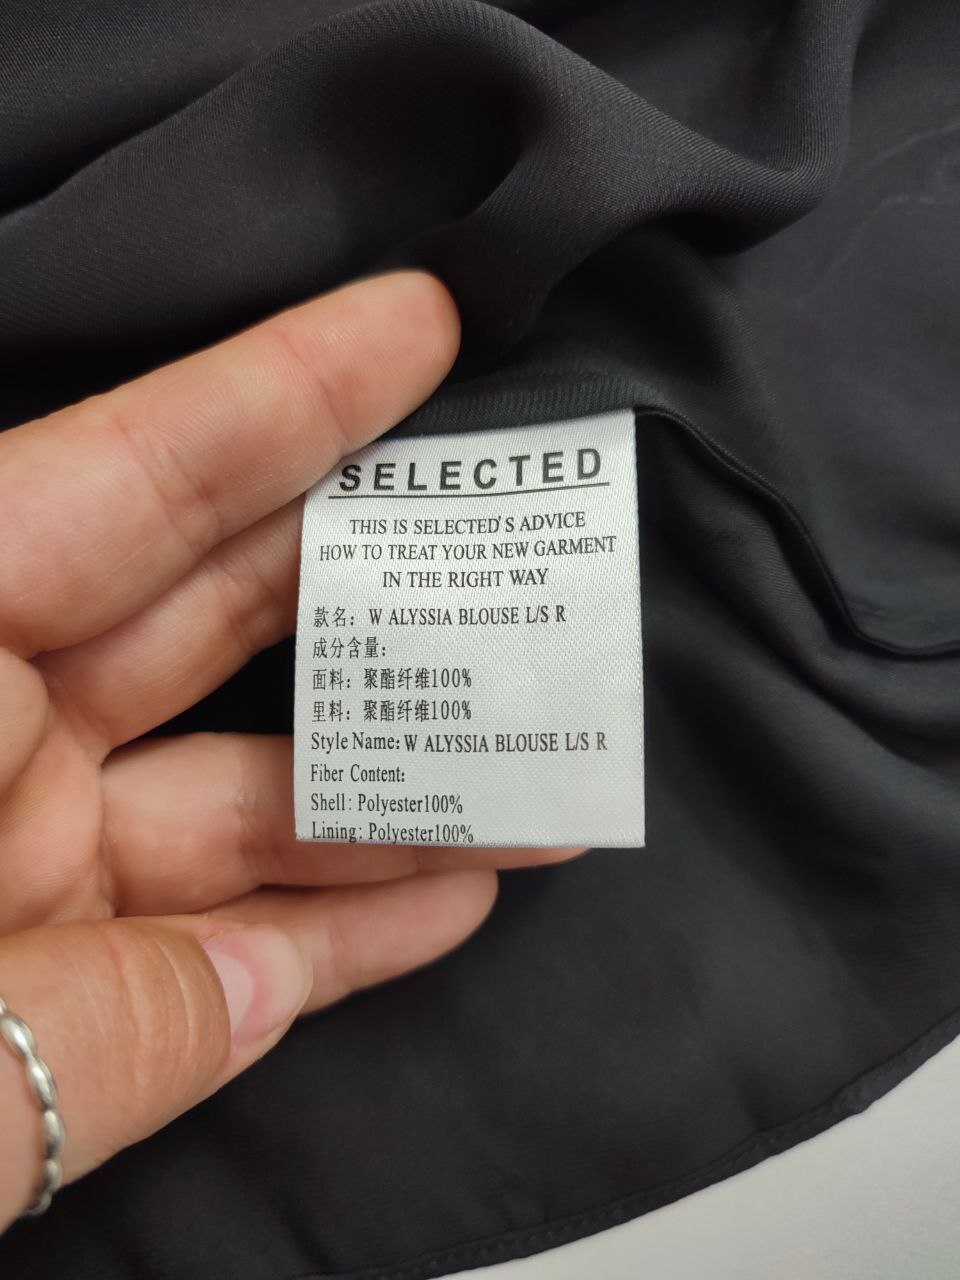 SELECTED
THIS IS SELECTED'S ADVICE
HOW TO TREAT YOUR NEW GARMENT
IN THE RIGHT WAY
款名：W ALYSSIA BLOUSE L/S R
成分含量：
面料：聚酯纤维100%
里料：聚酯纤维100%
Style Name: W ALYSSIA BLOUSE L/S R
Fiber Content:
Shell: Polyester100%
Lining: Polyester100%